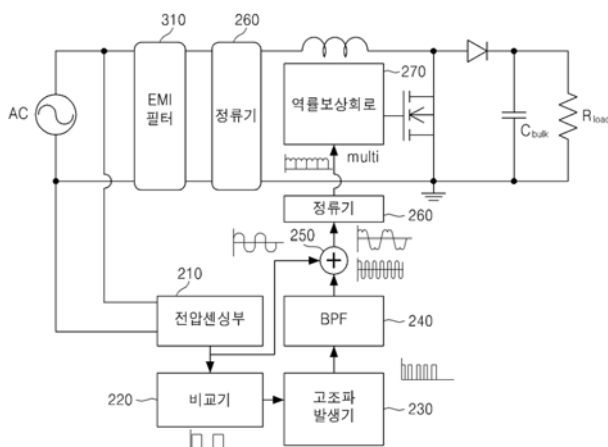 310
260
270
EMI
필터
정류기
역률보상회로
AC
C_bulk
R_load
multi
정류기
260
250
210
전압센싱부
BPF
240
220
비교기
고조파
발생기
230